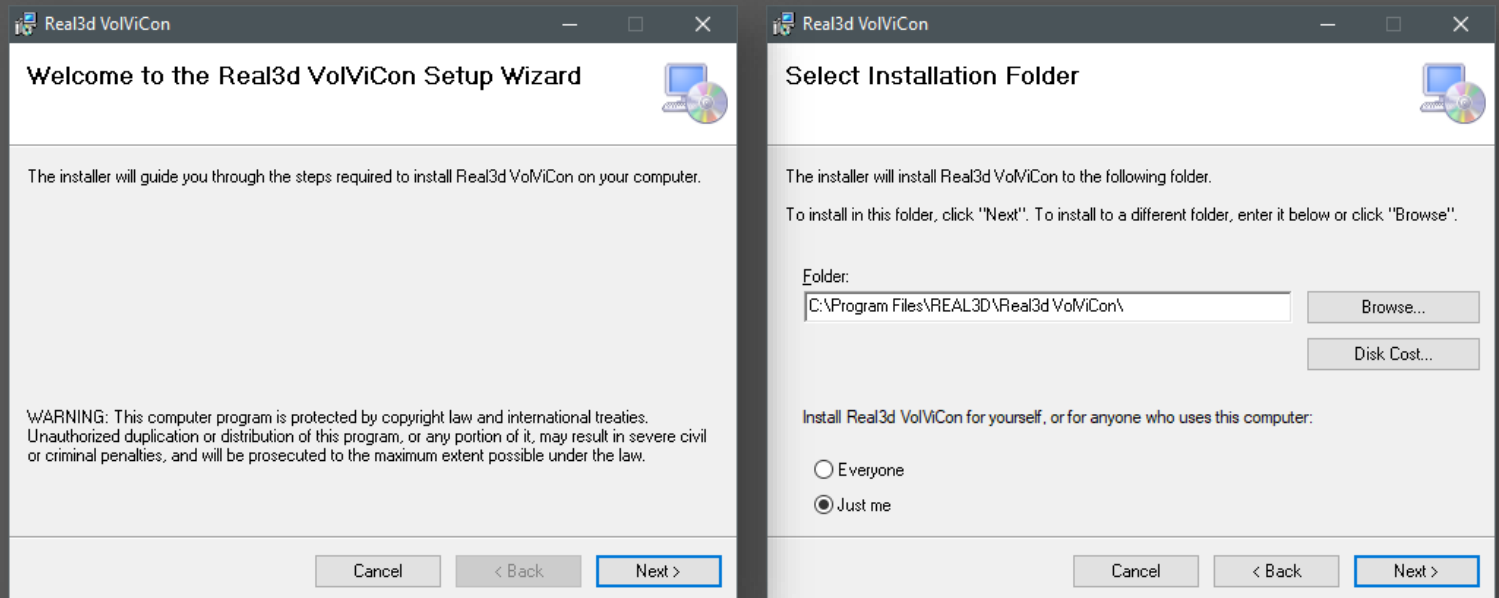 Real3d VolViCon
Welcome to the Real3d VolViCon Setup Wizard
The installer will guide you through the steps required to install Real3d VolViCon on your computer.
WARNING: This computer program is protected by copyright law and international treaties.
Unauthorized duplication or distribution of this program, or any portion of it, may result in severe civil
or criminal penalties, and will be prosecuted to the maximum extent possible under the law.
Cancel
< Back
Next >
Real3d VolViCon
Select Installation Folder
The installer will install Real3d VolViCon to the following folder.
To install in this folder, click "Next". To install to a different folder, enter it below or click "Browse".
Folder:
C:\Program Files\REAL3D\Real3d VolViCon\
Browse...
Disk Cost...
Install Real3d VolViCon for yourself, or for anyone who uses this computer:
Everyone
Just me
Cancel
< Back
Next >